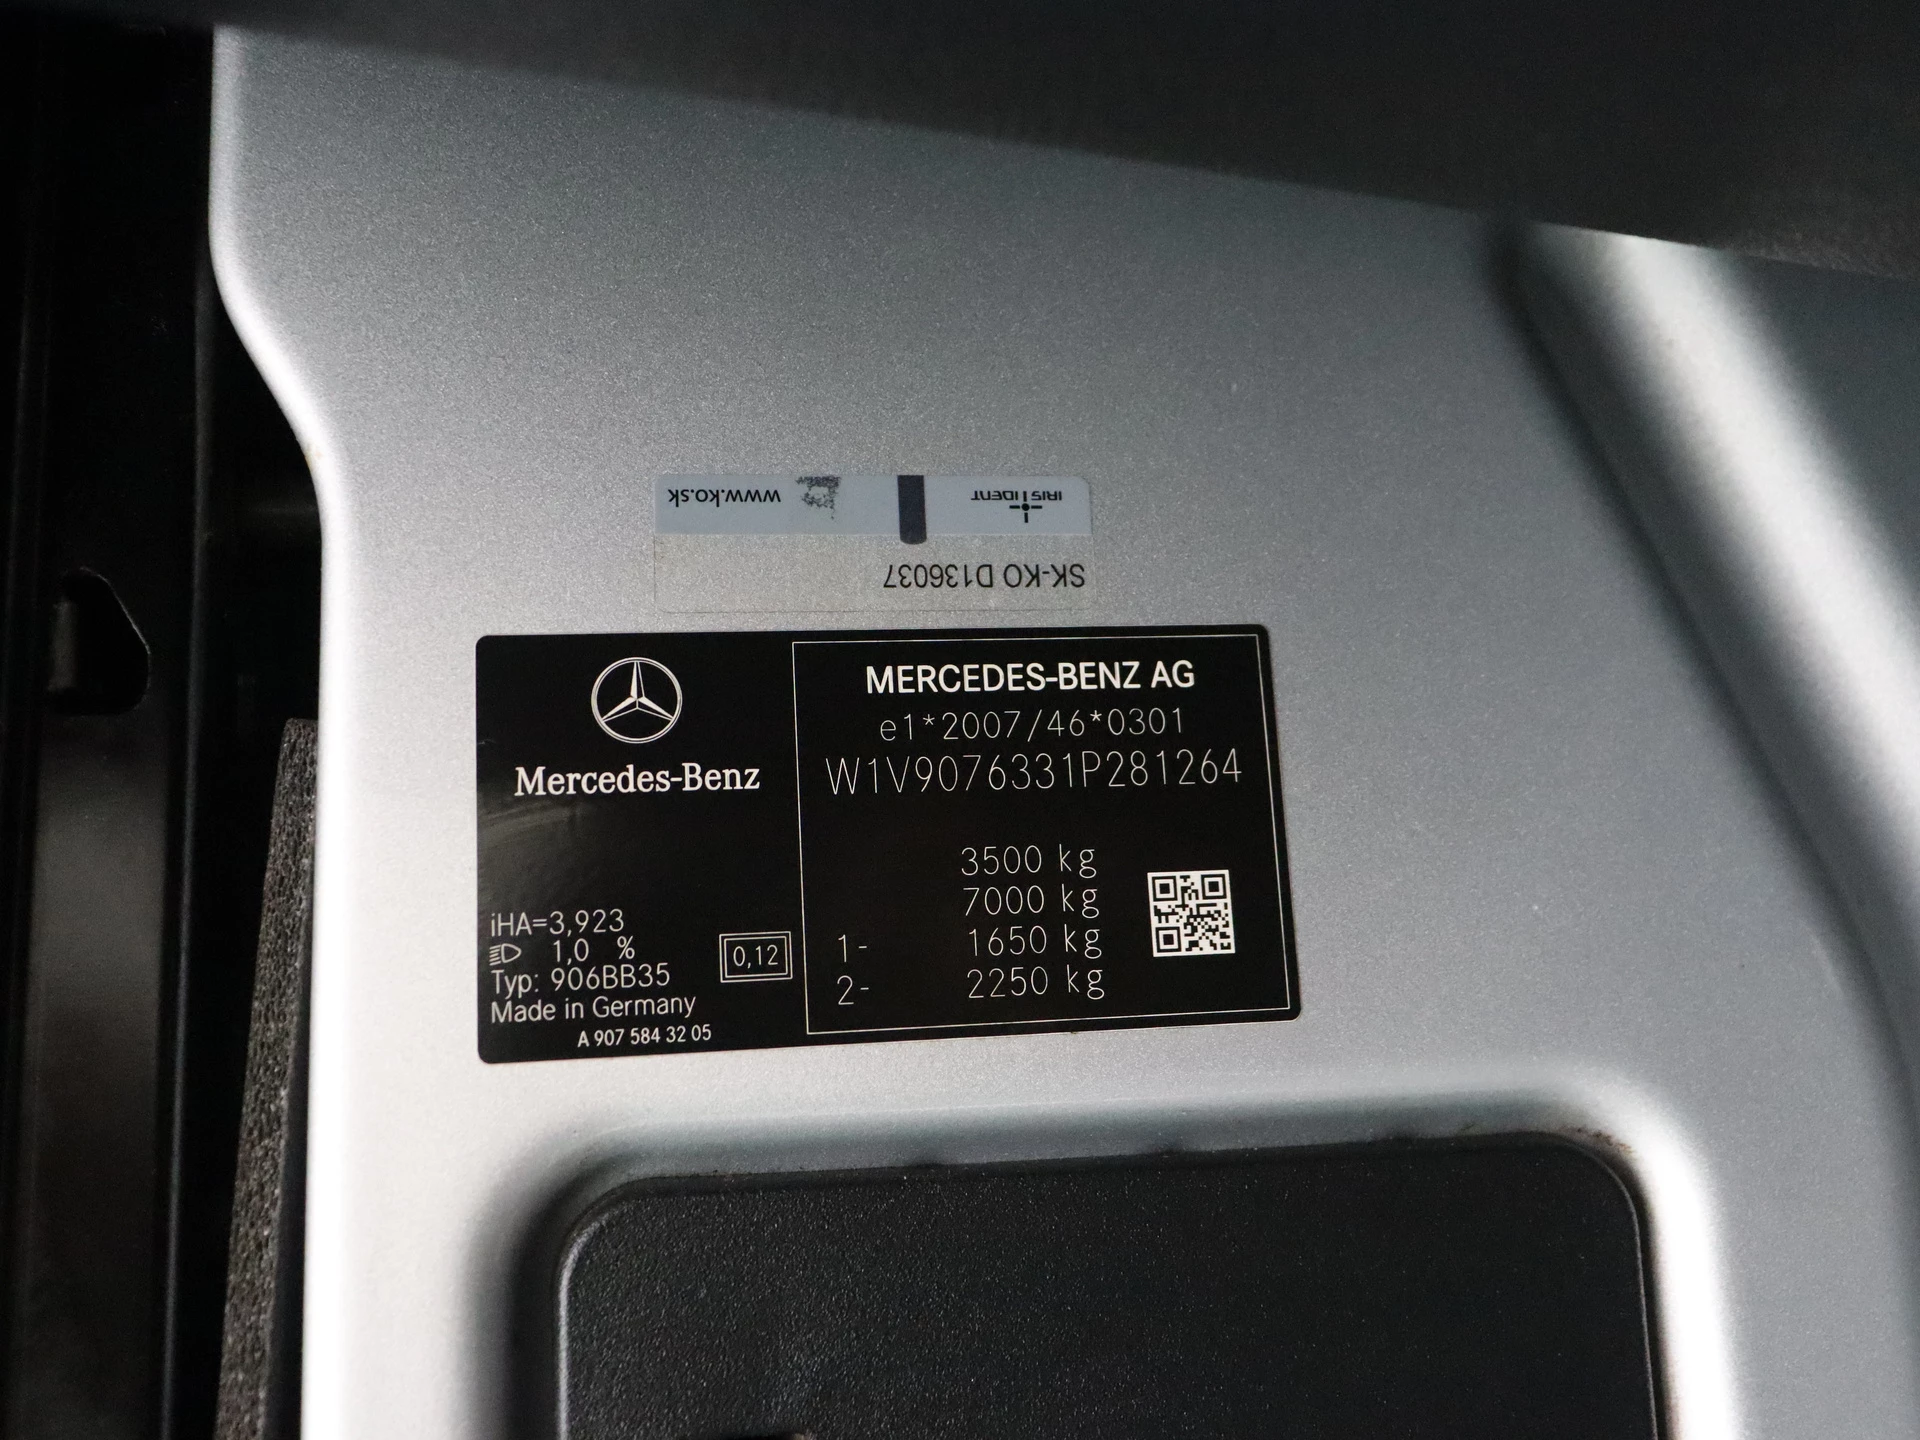 www.ko.sk
IRIS IDENT
SK-KO D136037
Mercedes-Benz
iHA=3,923
1,0 %
Typ: 906BB35
Made in Germany
A 907 584 32 05
0,12
MERCEDES-BENZ AG
e1*2007/46*0301
W1V9076331P281264
3500 kg
7000 kg
1- 1650 kg
2- 2250 kg